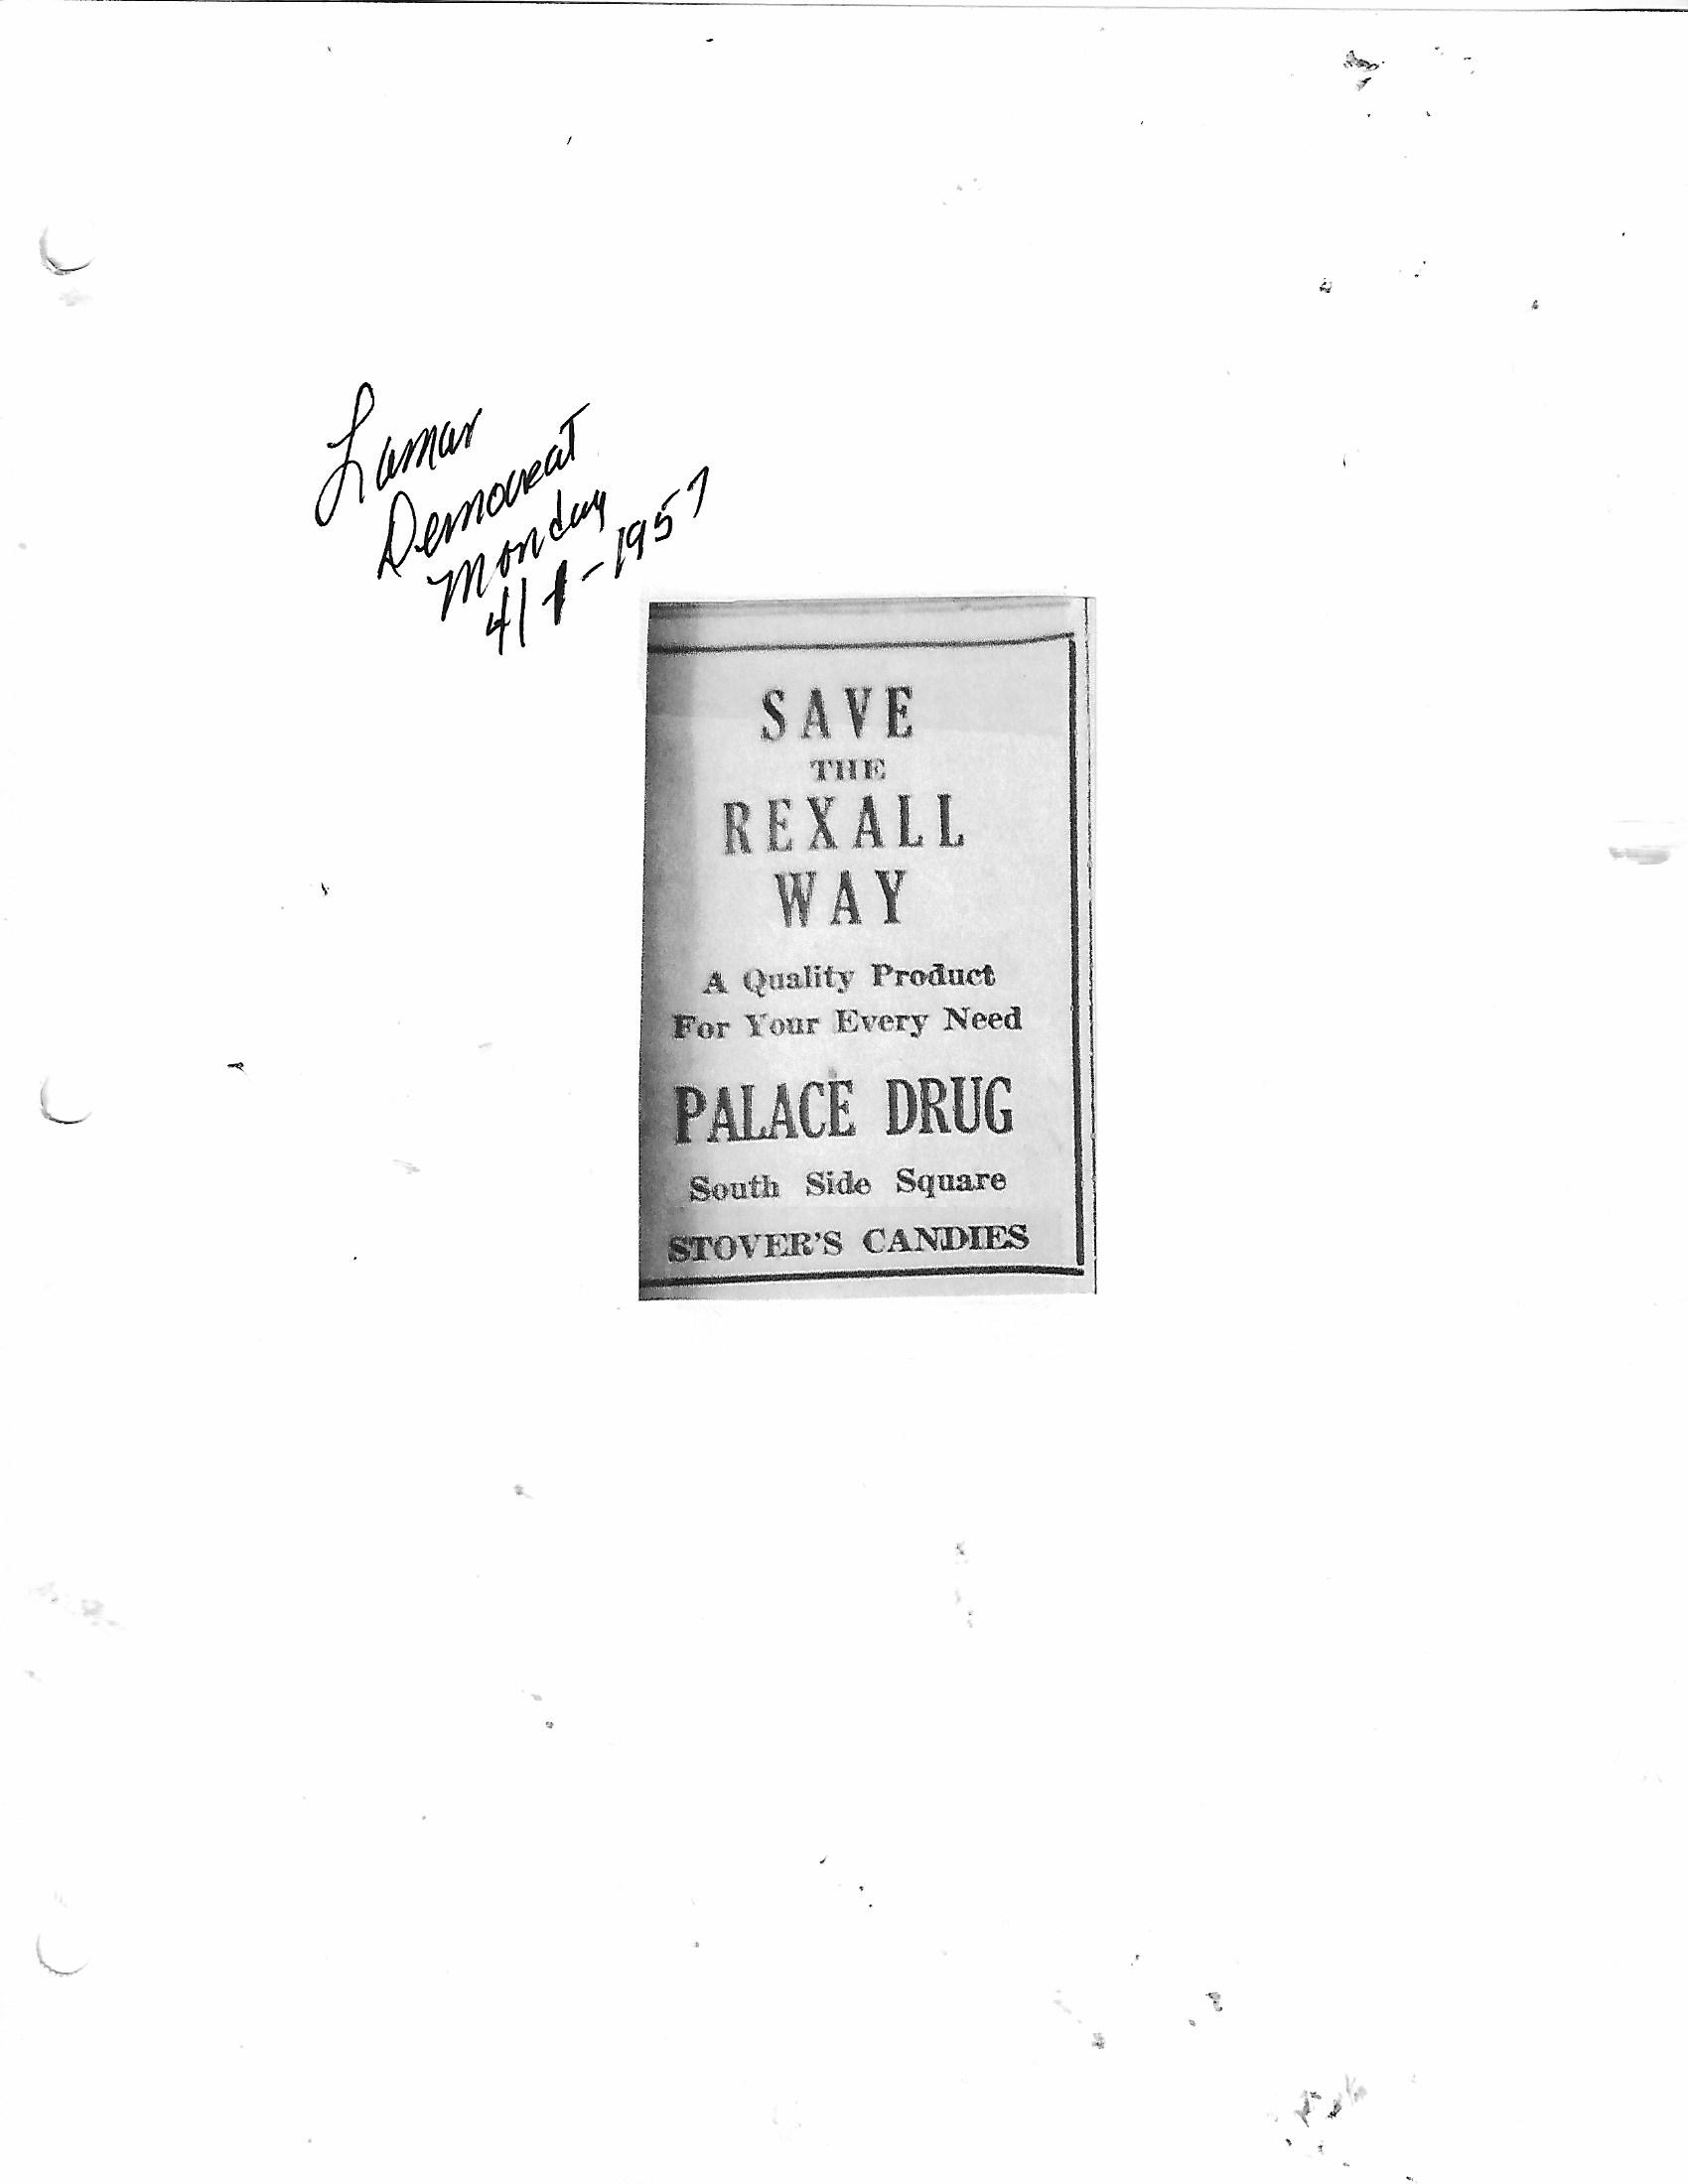 Lamar
Democrat
Monday
4/1-1957
SAVE
THE
REXALL
WAY
A Quality Product
For Your Every Need
PALACE DRUG
South Side Square
STOVER'S CANDIES